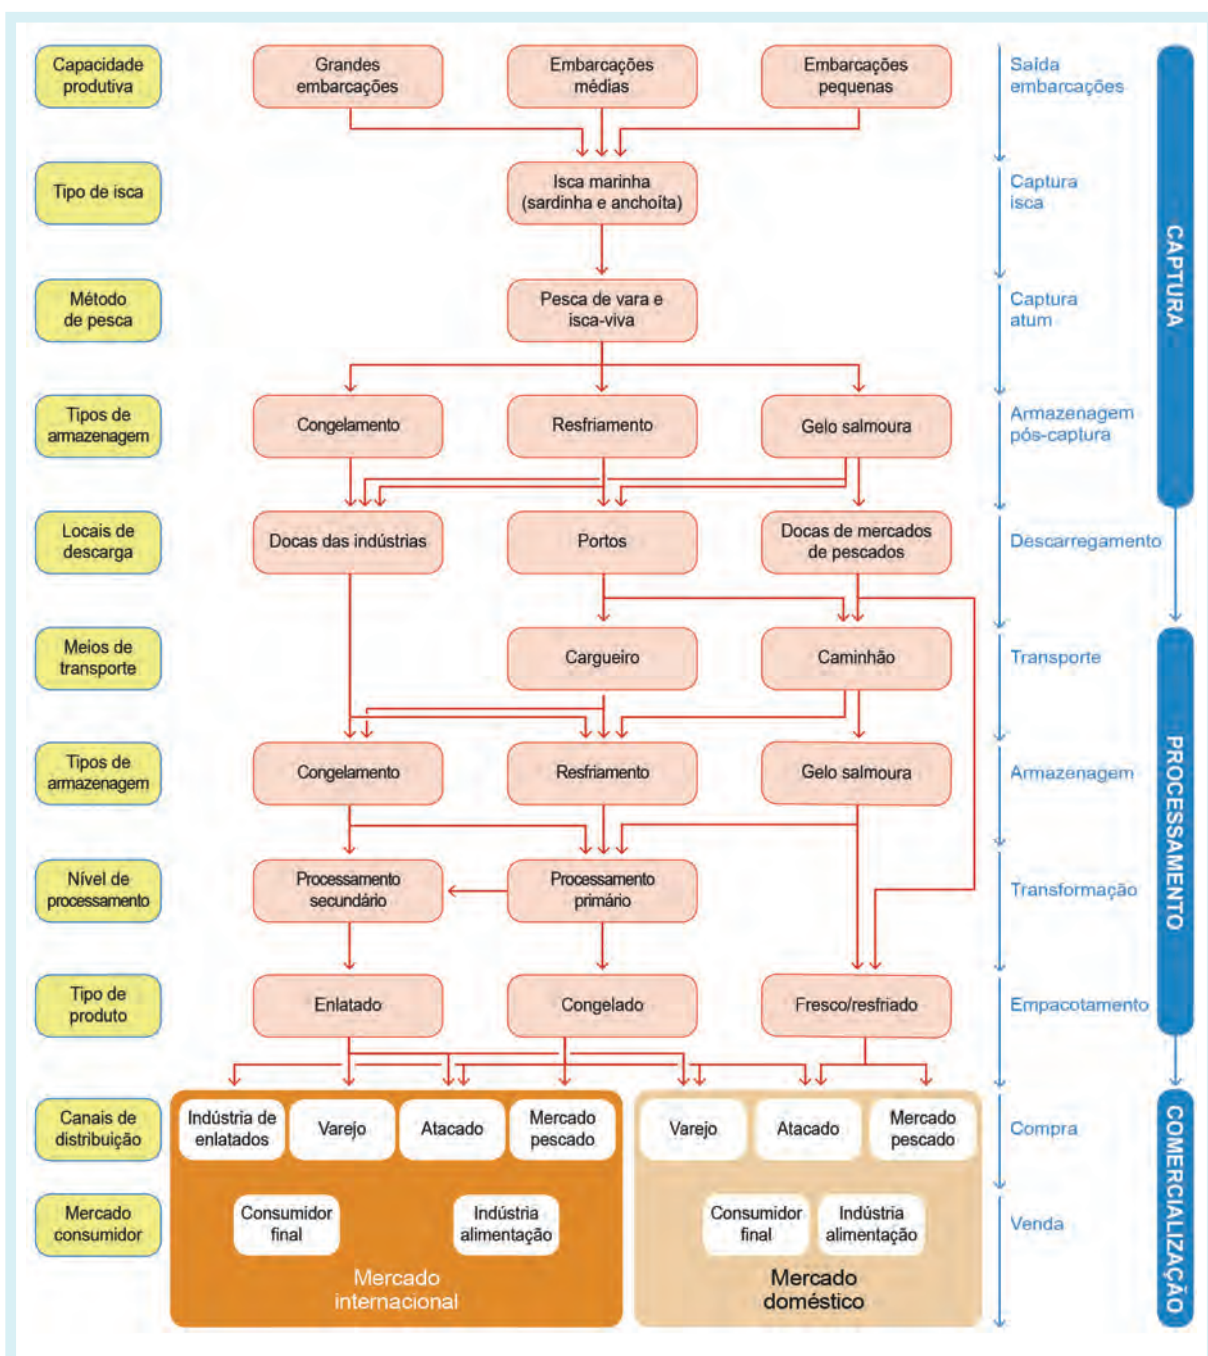 Capacidade
produtiva
Grandes
embarcações
Embarcações
médias
Embarcações
pequenas
Saída
embarcações
Tipo de isca
Isca marinha
(sardinha e anchoíta)
Captura
isca
Método
de pesca
Pesca de vara e
isca-viva
Captura
atum
CAPTURA
Tipos de
armazenagem
Congelamento
Resfriamento
Gelo salmoura
Armazenagem
pós-captura
Locais de
descarga
Docas das indústrias
Portos
Docas de mercados
de pescados
Descarregamento
Meios de
transporte
Cargueiro
Caminhão
Transporte
Tipos de
armazenagem
Congelamento
Resfriamento
Gelo salmoura
Armazenagem
PROCESSAMENTO
Nível de
processamento
Processamento
secundário
Processamento
primário
Transformação
Tipo de
produto
Enlatado
Congelado
Fresco/resfriado
Empacotamento
Canais de
distribuição
Indústria de
enlatados
Varejo
Atacado
Mercado
pescado
Varejo
Atacado
Mercado
pescado
Compra
Mercado
consumidor
Consumidor
final
Indústria
alimentação
Consumidor
final
Indústria
alimentação
Venda
COMERCIALIZAÇÃO
Mercado
internacional
Mercado
doméstico